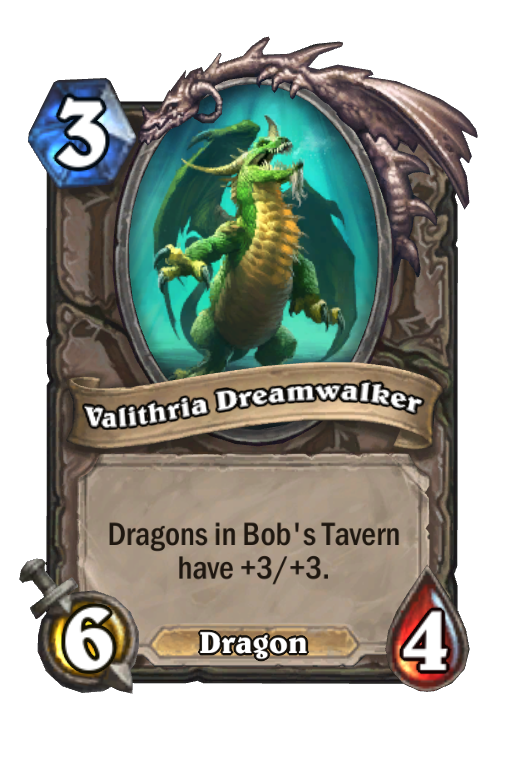 3
Valithria Dreamwalker
Dragons in Bob's Tavern
have +3/+3.
6
Dragon
4